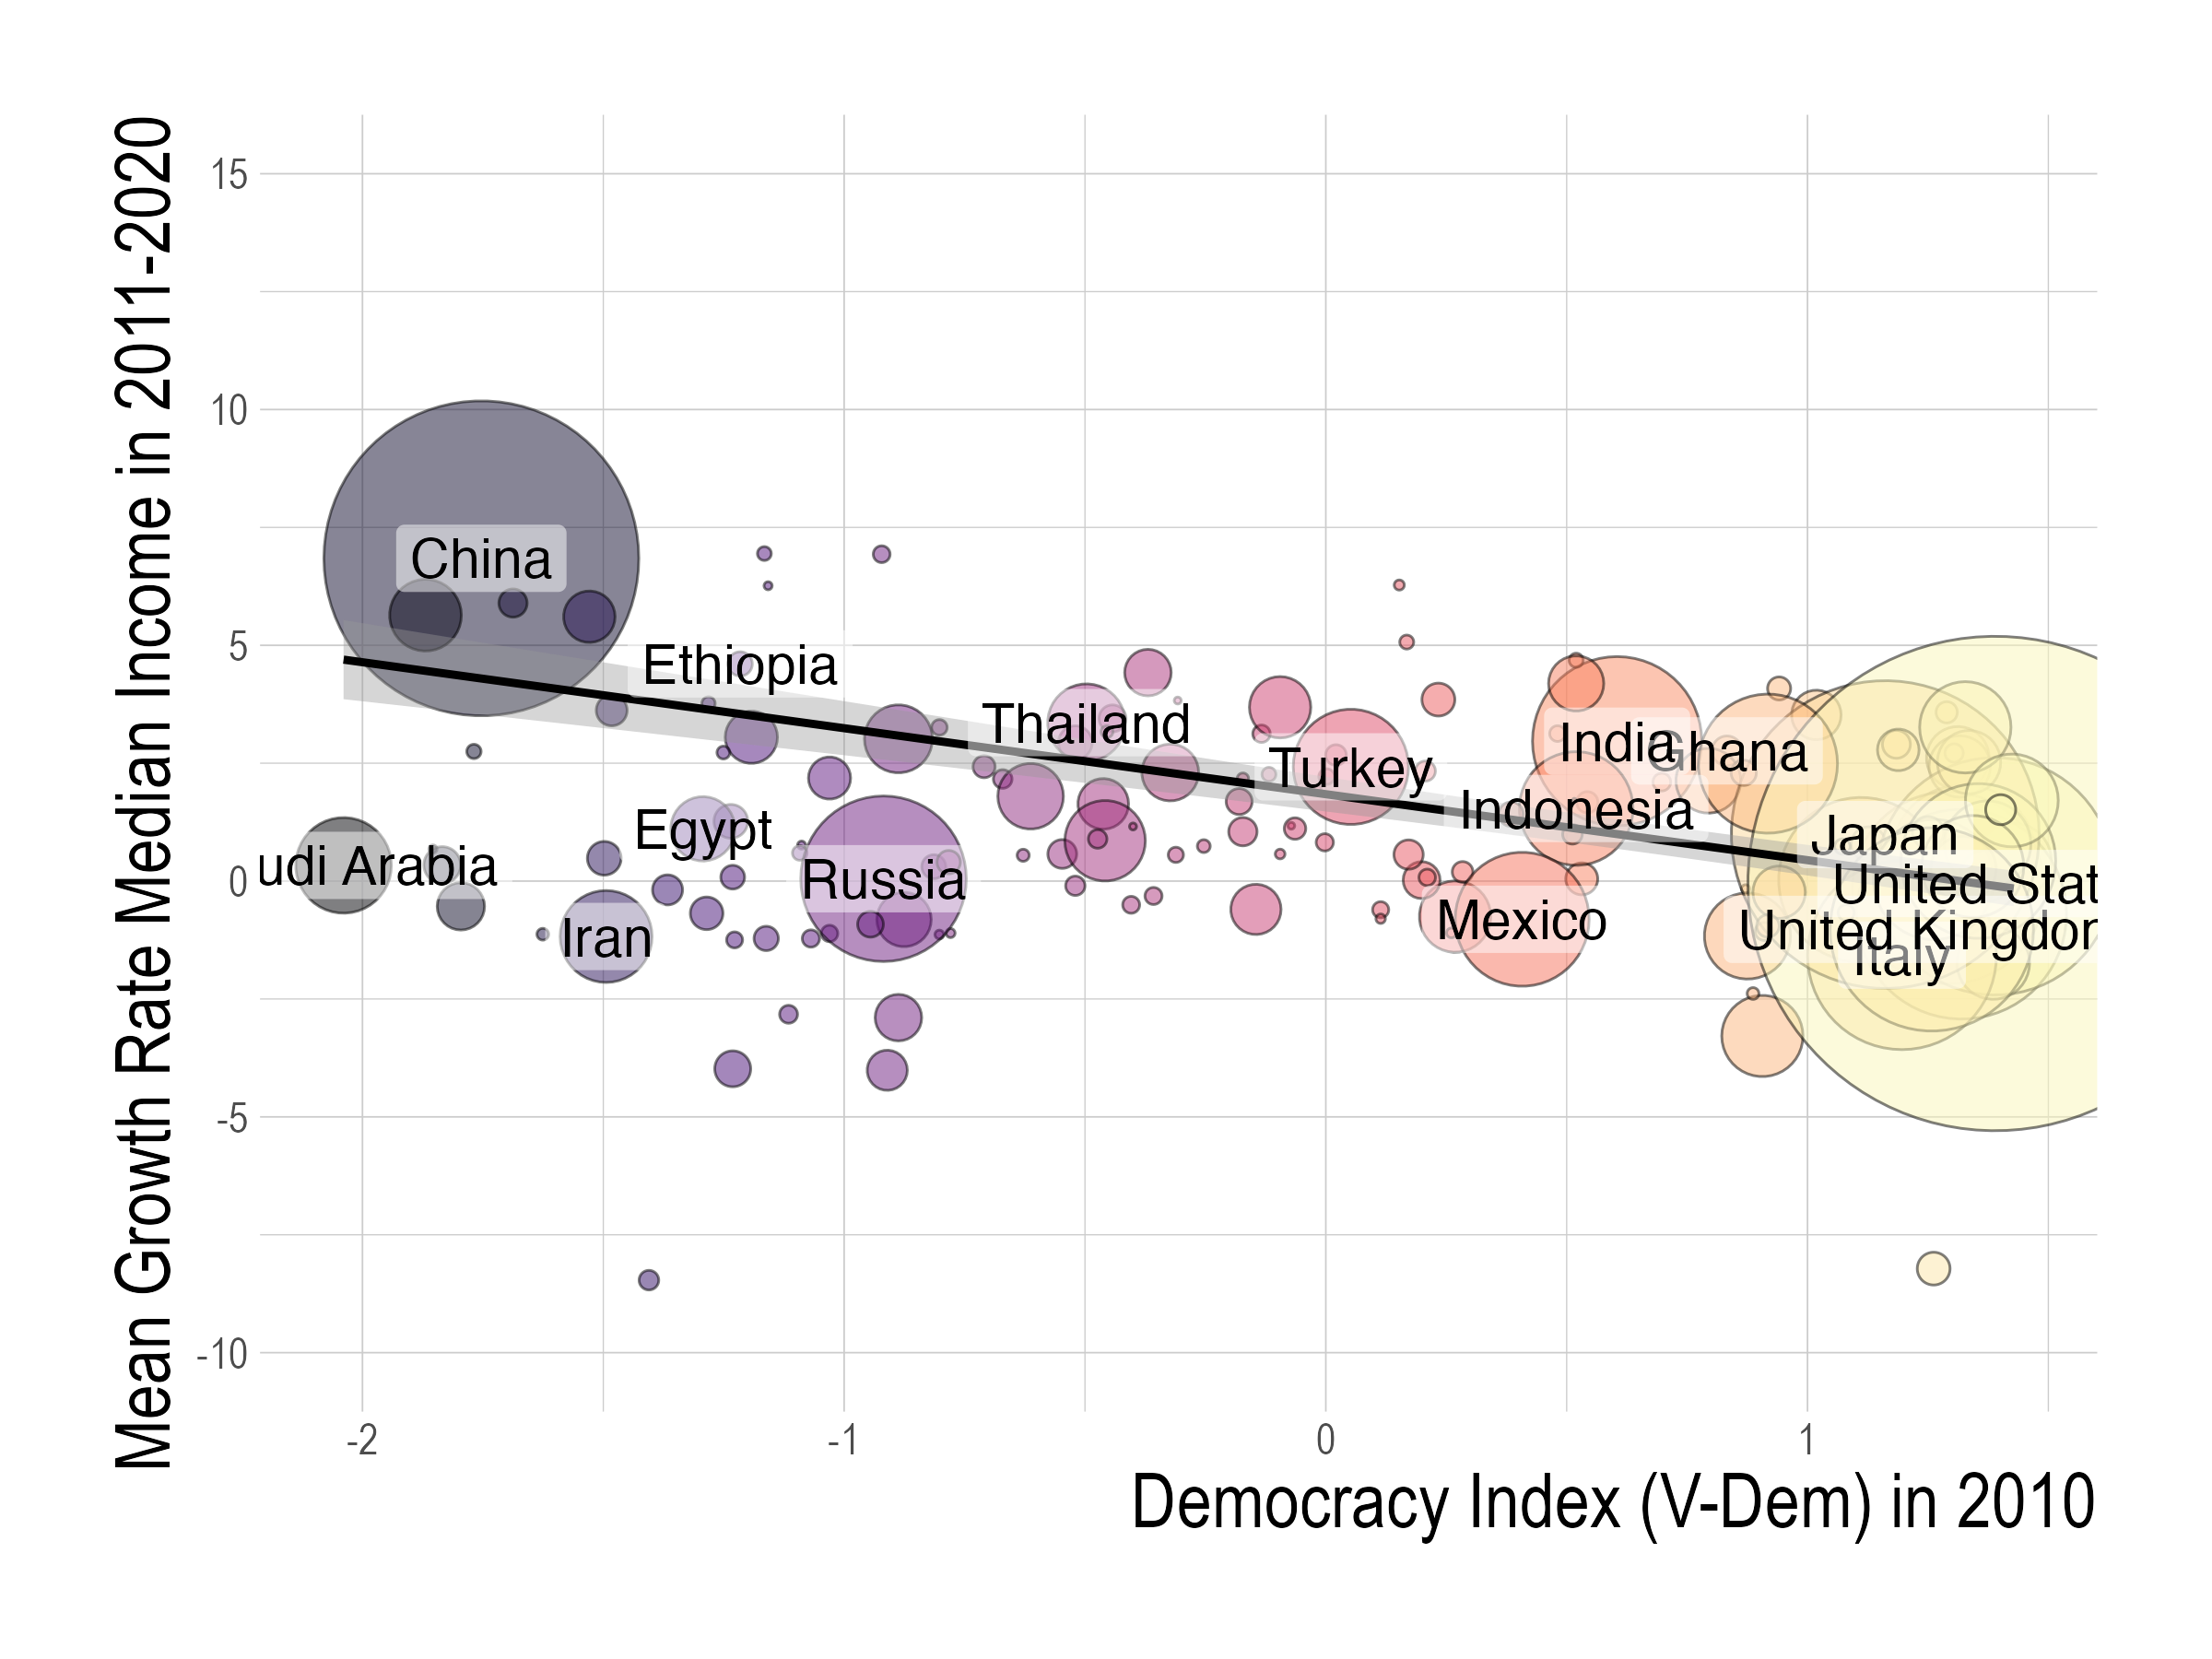 Mean Growth Rate Median Income in 2011-2020
15
10
5
0
-5
-10
China
Ethiopia
Thailand
India
Ghana
Turkey
Indonesia
Egypt
Japan
udi Arabia
Russia
United Stat
Iran
Mexico
United Kingdor
Italy
-2
-1
0
1
Democracy Index (V-Dem) in 2010